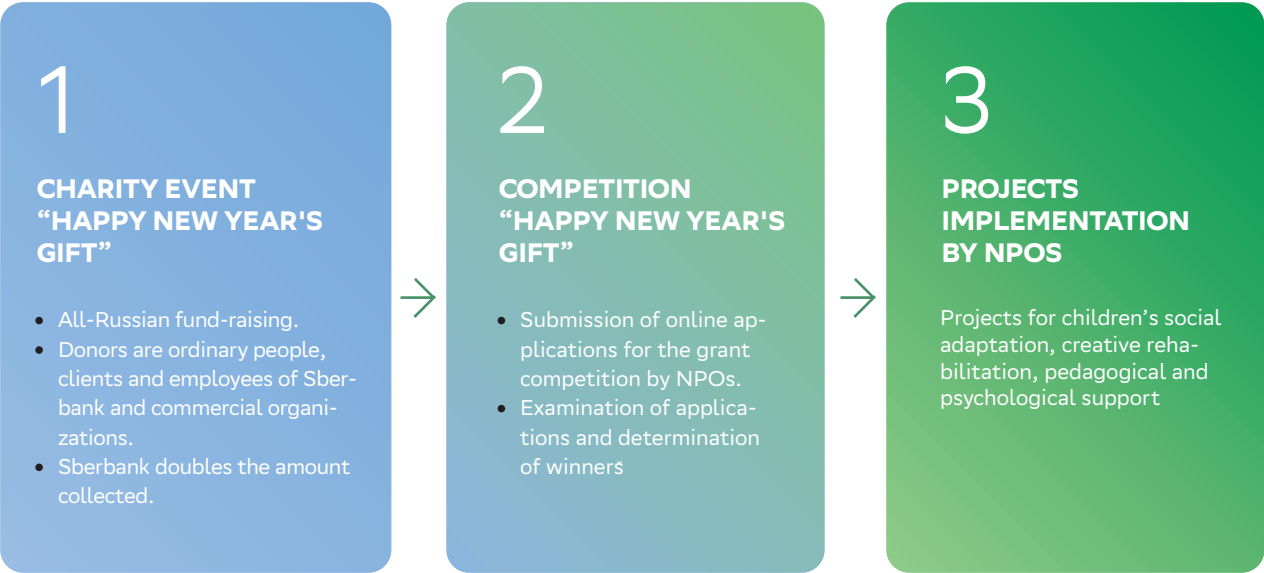 1
CHARITY EVENT
“HAPPY NEW YEAR'S
GIFT”
• All-Russian fund-raising.
• Donors are ordinary people,
clients and employees of Sber-
bank and commercial organi-
zations.
• Sberbank doubles the amount
collected.
2
COMPETITION
“HAPPY NEW YEAR'S
GIFT”
• Submission of online ap-
plications for the grant
competition by NPOs.
• Examination of applica-
tions and determination
of winners
3
PROJECTS
IMPLEMENTATION
BY NPOS
Projects for children’s social
adaptation, creative reha-
bilitation, pedagogical and
psychological support